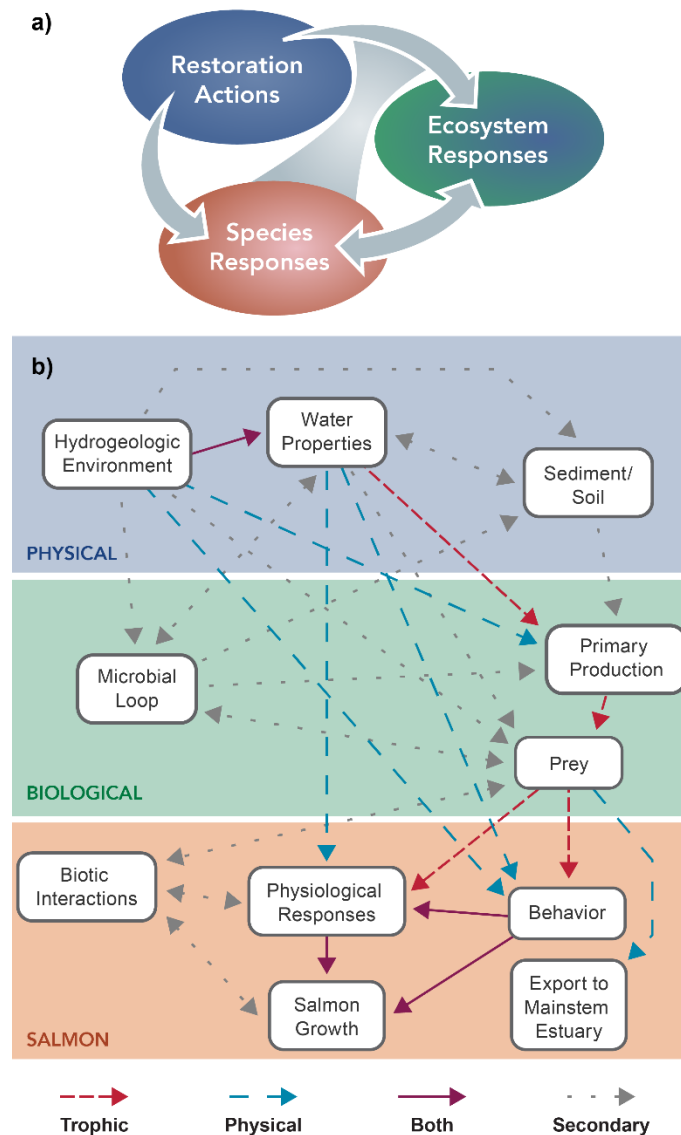 a)
Restoration
Actions
Ecosystem
Responses
Species
Responses
b)
Hydrogeologic
Environment
Water
Properties
Sediment/
Soil
PHYSICAL
Microbial
Loop
Primary
Production
Prey
BIOLOGICAL
Biotic
Interactions
Physiological
Responses
Behavior
Salmon
Growth
Export to
Mainstem
Estuary
SALMON
Trophic
Physical
Both
Secondary